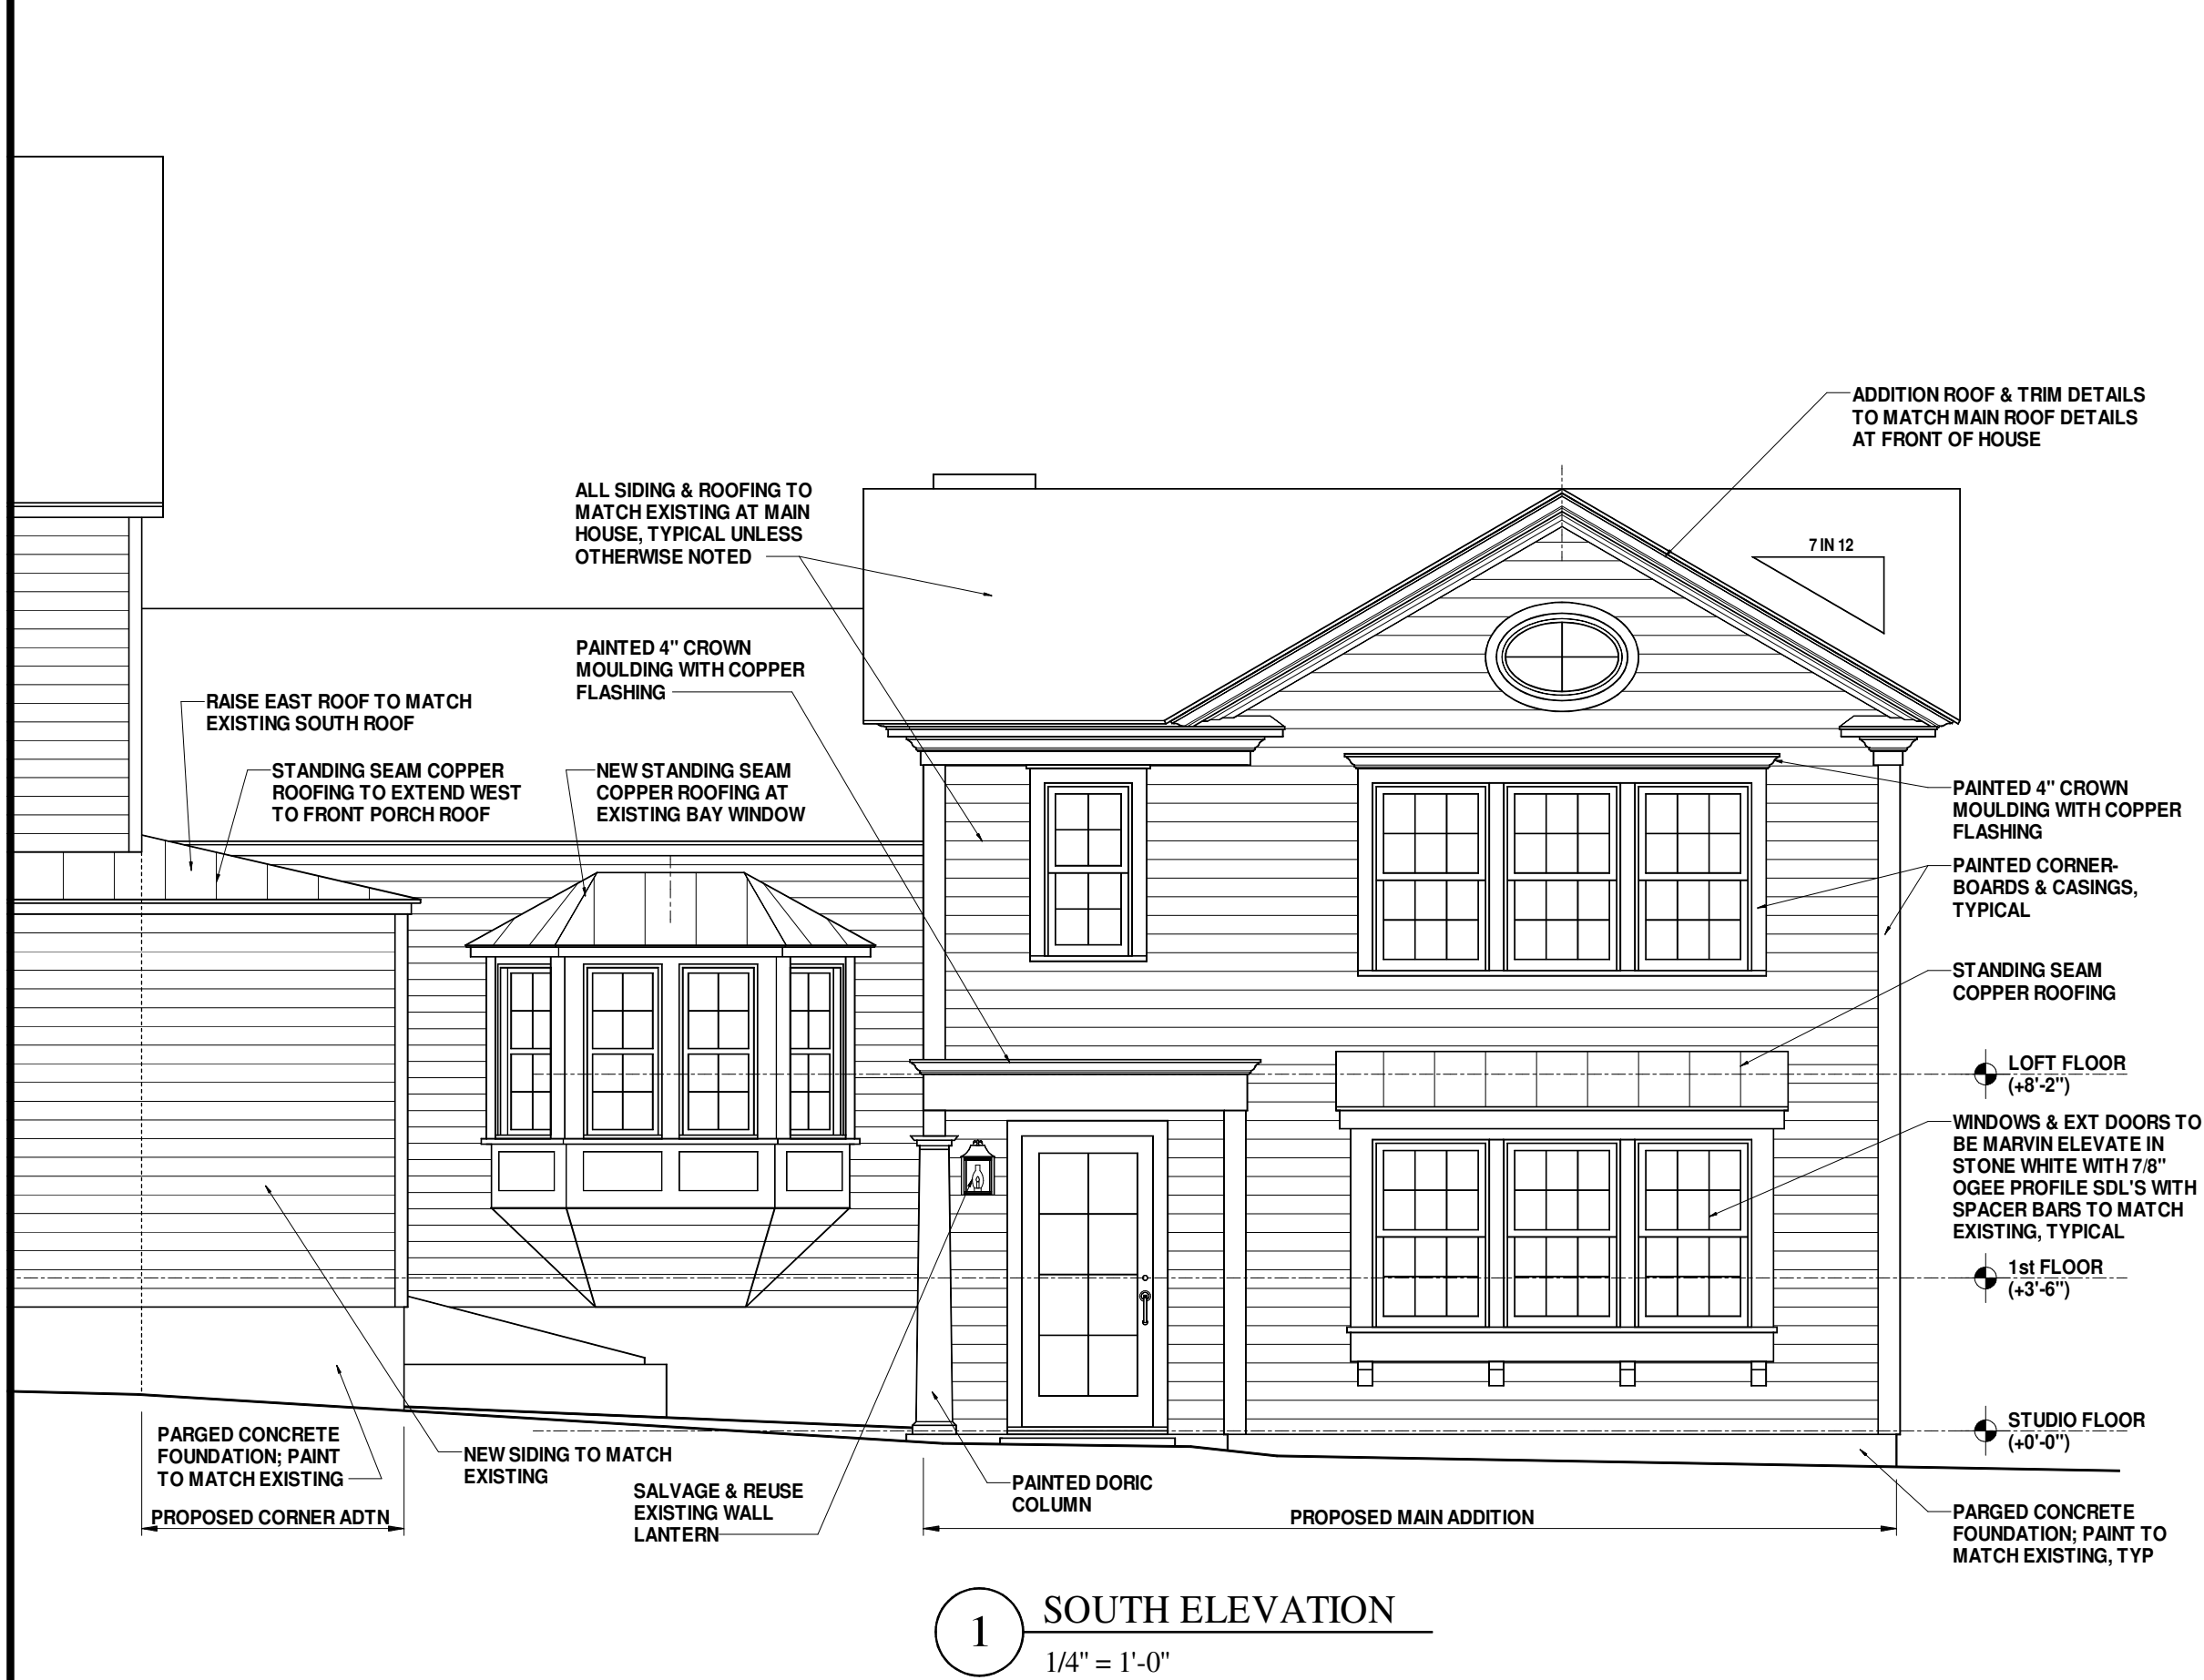 ADDITION ROOF & TRIM DETAILS
TO MATCH MAIN ROOF DETAILS
AT FRONT OF HOUSE
ALL SIDING & ROOFING TO
MATCH EXISTING AT MAIN
HOUSE, TYPICAL UNLESS
OTHERWISE NOTED
7 IN 12
PAINTED 4" CROWN
MOULDING WITH COPPER
FLASHING
RAISE EAST ROOF TO MATCH
EXISTING SOUTH ROOF
STANDING SEAM COPPER
ROOFING TO EXTEND WEST
TO FRONT PORCH ROOF
NEW STANDING SEAM
COPPER ROOFING AT
EXISTING BAY WINDOW
PAINTED 4" CROWN
MOULDING WITH COPPER
FLASHING
PAINTED CORNER-
BOARDS & CASINGS,
TYPICAL
STANDING SEAM
COPPER ROOFING
LOFT FLOOR
(+8'-2")
WINDOWS & EXT DOORS TO
BE MARVIN ELEVATE IN
STONE WHITE WITH 7/8"
OGEE PROFILE SDL'S WITH
SPACER BARS TO MATCH
EXISTING, TYPICAL
1st FLOOR
(+3'-6")
STUDIO FLOOR
(+0'-0")
PARGED CONCRETE
FOUNDATION; PAINT
TO MATCH EXISTING
NEW SIDING TO MATCH
EXISTING
SALVAGE & REUSE
EXISTING WALL
LANTERN
PAINTED DORIC
COLUMN
PROPOSED CORNER ADTN
PROPOSED MAIN ADDITION
PARGED CONCRETE
FOUNDATION; PAINT TO
MATCH EXISTING, TYP
1
SOUTH ELEVATION
1/4" = 1'-0"